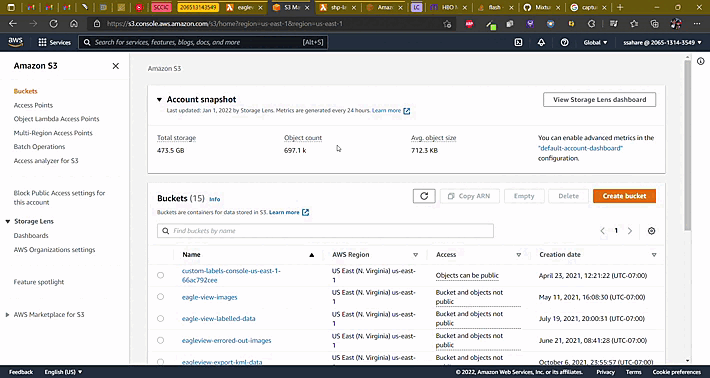 SCCIC
206513143549
eaglev
S3 M
shp-l
Amazo
LC
HBO
flash
Mixtu
captu
https://s3.console.aws.amazon.com/s3/home?region=us-east-1&region=us-east-1
aws
Services
Search for services, features, blogs, docs, and more
[Alt+S]
Global
ssahare @ 2065-1314-3549
Amazon S3
Buckets
Access Points
Object Lambda Access Points
Multi-Region Access Points
Batch Operations
Access analyzer for S3
Block Public Access settings for
this account
Storage Lens
Dashboards
AWS Organizations settings
Feature spotlight
AWS Marketplace for S3
Amazon S3
Account snapshot
Last updated: Jan 1, 2022 by Storage Lens. Metrics are generated every 24 hours. Learn more
View Storage Lens dashboard
Total storage
473.5 GB
Object count
697.1 k
Avg. object size
712.3 KB
You can enable advanced metrics in the
"default-account-dashboard"
configuration.
Buckets (15) Info
Buckets are containers for data stored in S3. Learn more
Copy ARN
Empty
Delete
Create bucket
Find buckets by name
1
Name
AWS Region
Access
Creation date
custom-labels-console-us-east-1-
66ac792cee
US East (N. Virginia) us-east-
1
Objects can be public
April 23, 2021, 12:21:22 (UTC-07:00)
eagle-view-images
US East (N. Virginia) us-east-
1
Bucket and objects not
public
May 11, 2021, 16:08:30 (UTC-07:00)
eagle-view-labelled-data
US East (N. Virginia) us-east-
1
Bucket and objects not
public
July 19, 2021, 20:00:31 (UTC-07:00)
eagleview-errored-out-images
US East (N. Virginia) us-east-
1
Bucket and objects not
public
June 21, 2021, 08:41:28 (UTC-07:00)
eagleview-export-kml-data
US East (N. Virginia) us-east-
Bucket and objects not
October 6, 2021, 23:55:57 (UTC-07:00)
Feedback
English (US)
© 2022, Amazon Web Services, Inc. or its affiliates.
Privacy
Terms
Cookie preferences